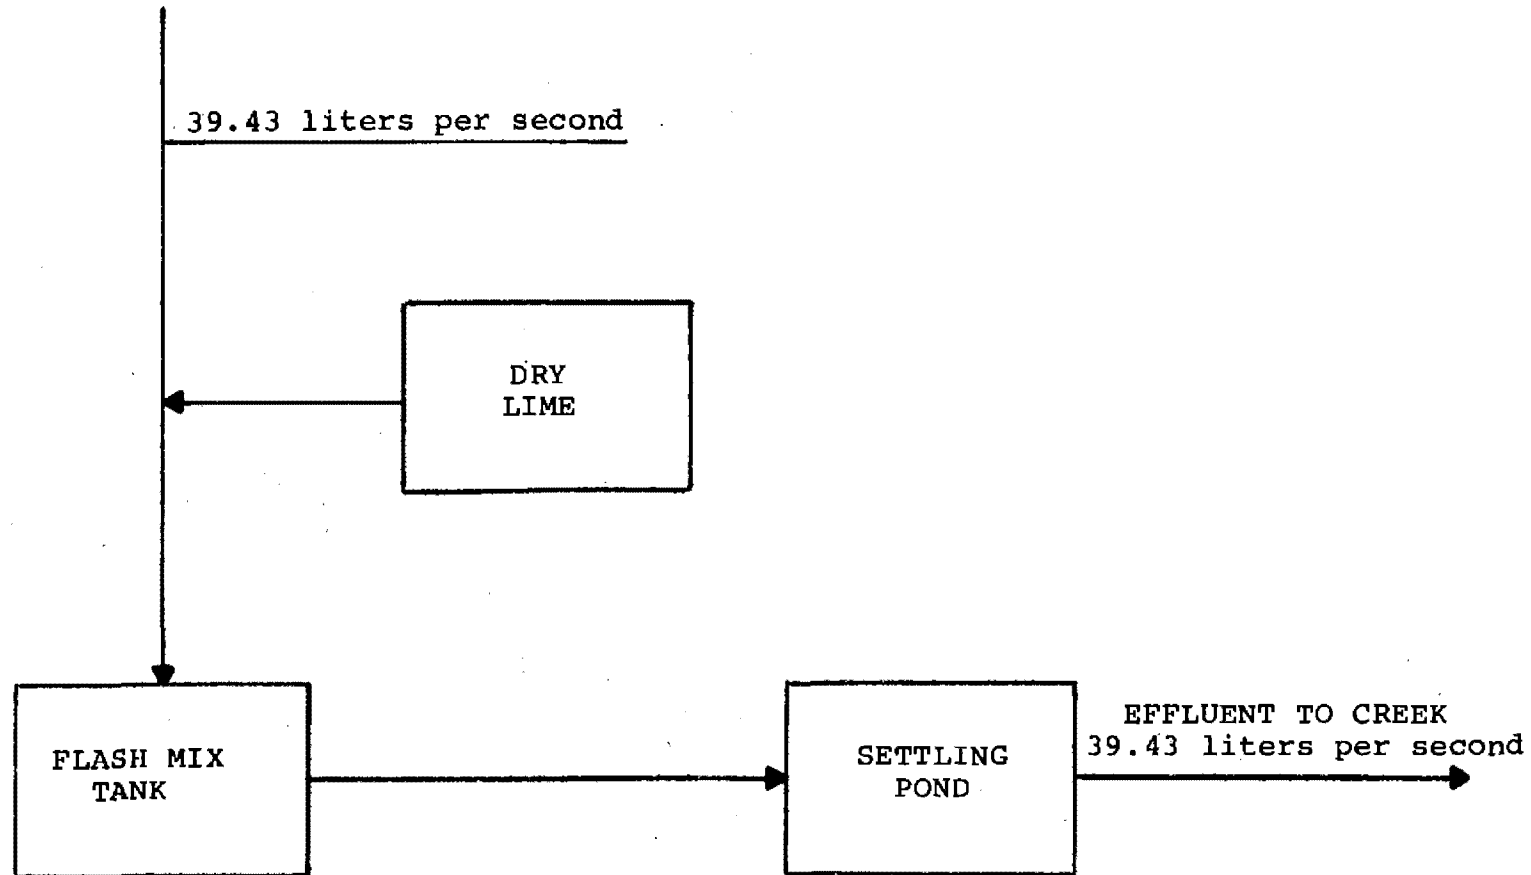 39.43 liters per second
DRY
LIME
FLASH MIX
TANK
SETTLING
POND
EFFLUENT TO CREEK
39.43 liters per second